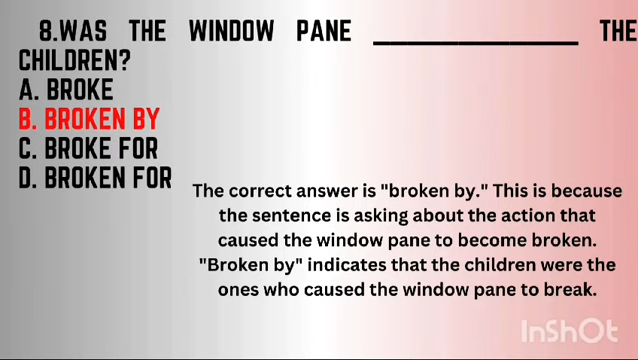 8.WAS THE WINDOW PANE _______________ THE
CHILDREN?
A. BROKE
B. BROKEN BY
C. BROKE FOR
D. BROKEN FOR
The correct answer is "broken by." This is because
the sentence is asking about the action that
caused the window pane to become broken.
"Broken by" indicates that the children were the
ones who caused the window pane to break.
InShOt